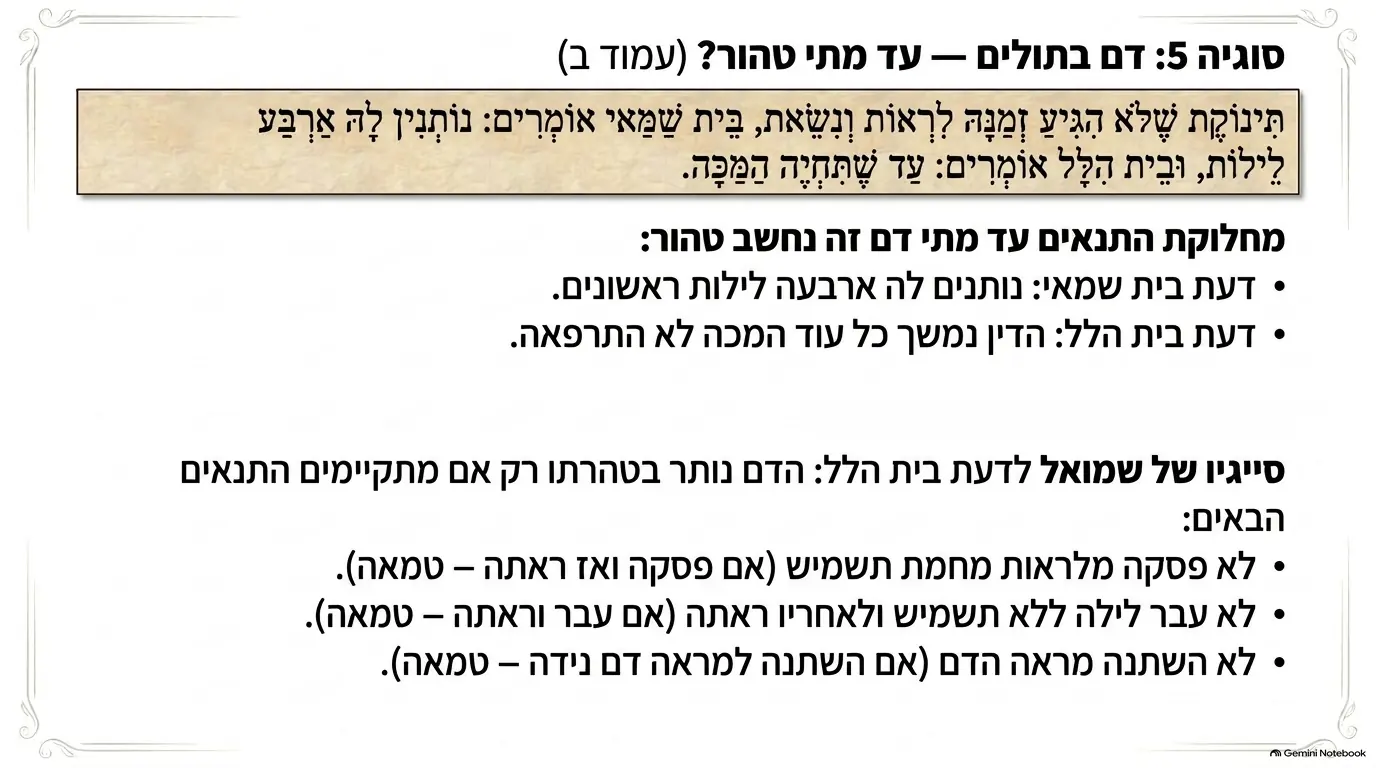 סוגיה 5: דם בתולים — עד מתי טהור? (עמוד ב)
תִּינוֹקֶת שֶׁלֹּא הִגִּיעַ זְמַנָּהּ לִרְאוֹת וְנִשֵּׂאת, בֵּית שַׁמַּאי אוֹמְרִים: נוֹתְנִין לָהּ אַרְבַּע
לֵילוֹת, וּבֵית הִלֵּל אוֹמְרִים: עַד שֶׁתִּחְיֶה הַמַּכָּה.
מחלוקת התנאים עד מתי דם זה נחשב טהור:
• דעת בית שמאי: נותנים לה ארבעה לילות ראשונים.
• דעת בית הלל: הדין נמשך כל עוד המכה לא התרפאה.
סייגיו של שמואל לדעת בית הלל: הדם נותר בטהרתו רק אם מתקיימים התנאים
הבאים:
• לא פסקה מלראות מחמת תשמיש (אם פסקה ואז ראתה – טמאה).
• לא עבר לילה ללא תשמיש ולאחריו ראתה (אם עבר וראתה – טמאה).
• לא השתנה מראה הדם (אם השתנה למראה דם נידה – טמאה).
Gemini Notebook